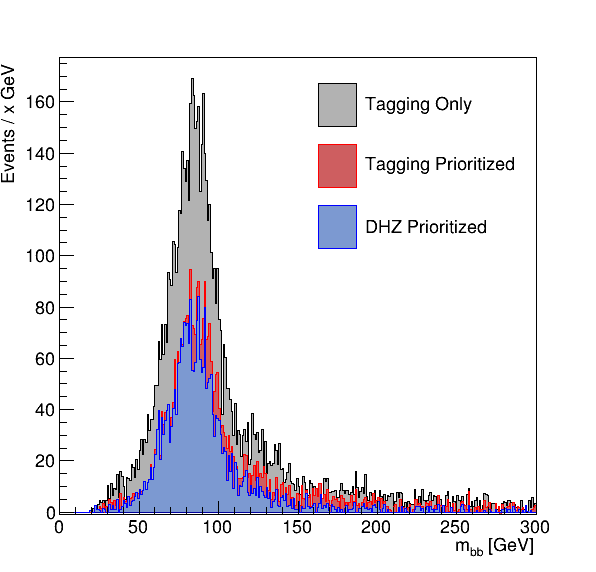 Events / x GeV
160
140
120
100
80
60
40
20
0
Tagging Only
Tagging Prioritized
DHZ Prioritized
0 50 100 150 200 250 300
m_bb [GeV]